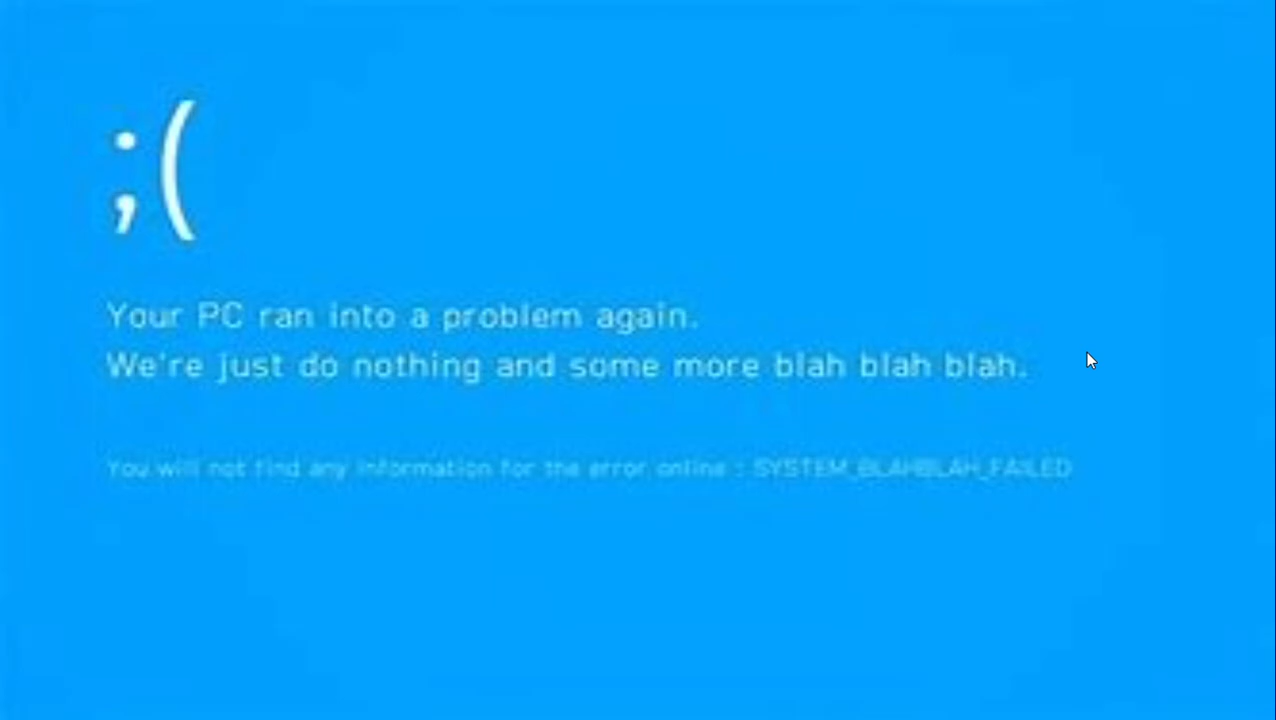 ;(
Your PC ran into a problem again.
We're just do nothing and some more blah blah blah.
You will not find any information for the error online : SYSTEM_BLAHBLAH_FAILED